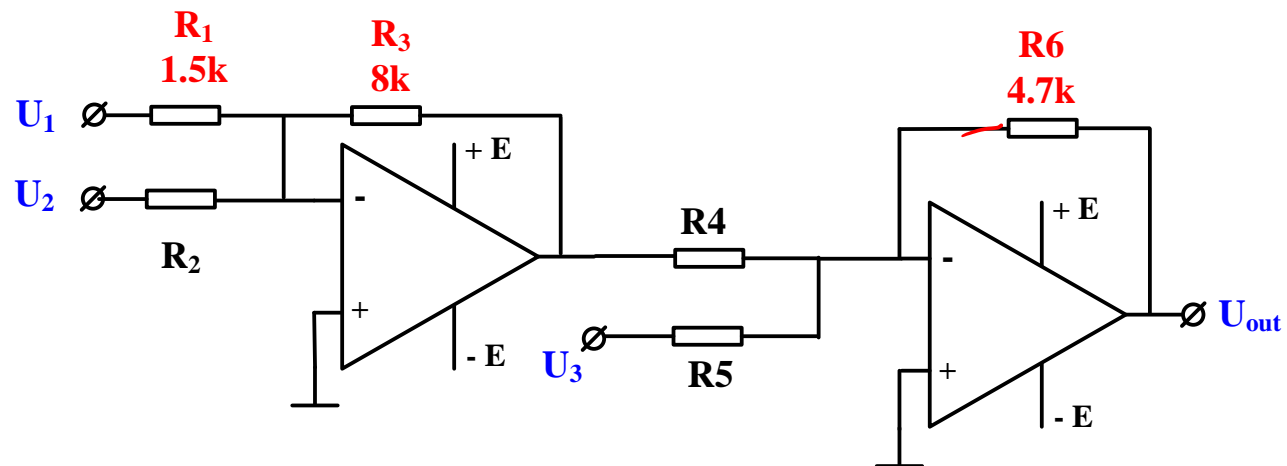 R1
1.5k
R3
8k
R6
4.7k
U1
+ E
U2
-
R2
+
- E
R4
+ E
-
Uout
U3
R5
+
- E